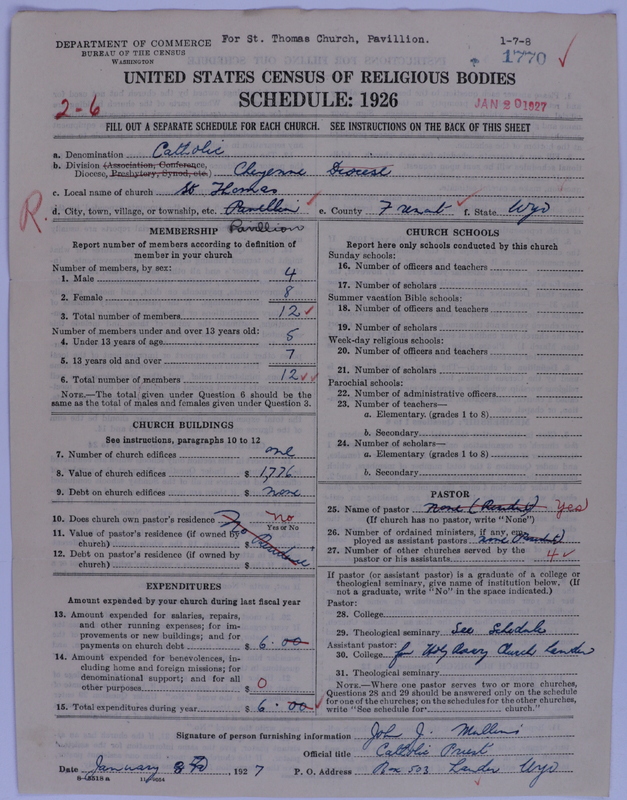 For St. Thomas Church, Pavillion.
1-7-8
DEPARTMENT OF COMMERCE
BUREAU OF THE CENSUS
WASHINGTON
1770
UNITED STATES CENSUS OF RELIGIOUS BODIES
SCHEDULE: 1926
2-6
JAN 20 1927
FILL OUT A SEPARATE SCHEDULE FOR EACH CHURCH. SEE INSTRUCTIONS ON THE BACK OF THIS SHEET
a. Denomination Catholic
b. Division (Association, Conference,
Diocese, Presbytery, Synod, etc.) Cheyenne Diocese
c. Local name of church St Thomas
R.
d. City, town, village, or township, etc. Pavillin e. County Fremont f. State Wyo
Pavillion
MEMBERSHIP
Report number of members according to definition of
member in your church
Number of members, by sex:
1. Male 4
2. Female 8
3. Total number of members 12
Number of members under and over 13 years old:
4. Under 13 years of age 5
5. 13 years old and over 7
6. Total number of members 12
NOTE.—The total given under Question 6 should be
same as the total of males and females given under Question 3.
CHURCH BUILDINGS
See instructions, paragraphs 10 to 12
7. Number of church edifices one
8. Value of church edifices $ 1,776
9. Debt on church edifices $ none
10. Does church own pastor's residence No
Yes or No
11. Value of pastor's residence (if owned by
church) $
12. Debt on pastor's residence (if owned by
church) $
EXPENDITURES
Amount expended by your church during last fiscal year
13. Amount expended for salaries, repairs,
and other running expenses; for im-
provements or new buildings; and for
payments on church debt $ 6.00
14. Amount expended for benevolences, in-
cluding home and foreign missions; for
denominational support; and for all
other purposes $ 0
15. Total expenditures during year $ 6.00
CHURCH SCHOOLS
Report here only schools conducted by this church
Sunday schools:
16. Number of officers and teachers
17. Number of scholars
Summer vacation Bible schools:
18. Number of officers and teachers
19. Number of scholars
Week-day religious schools:
20. Number of officers and teachers
21. Number of scholars
Parochial schools:
22. Number of administrative officers
23. Number of teachers—
a. Elementary. (grades 1 to 8)
b. Secondary
24. Number of scholars—
a. Elementary (grades 1 to 8)
b. Secondary
PASTOR
25. Name of pastor none (Resident) Yes
(If church has no pastor, write "None")
26. Number of ordained ministers, if any, em-
ployed as assistant pastors none (Resident)
27. Number of other churches served by the
pastor or his assistants 4
If pastor (or assistant pastor) is a graduate of a college or
theological seminary, give name of institution below. (If
not a graduate, write "No" in the space indicated.)
Pastor:
28. College
29. Theological seminary See Schedule
Assistant pastor:
30. College for Holy Rosary Church Lander
31. Theological seminary
NOTE.—Where one pastor serves two or more churches,
Questions 28 and 29 should be answered only on the schedule
for one of the churches; on the schedules for the other churches,
write "See schedule for church."
Signature of person furnishing information John J. Mullins
Official title Catholic Priest
Date January 8th, 1927 P. O. Address Box 503 Lander Wyo